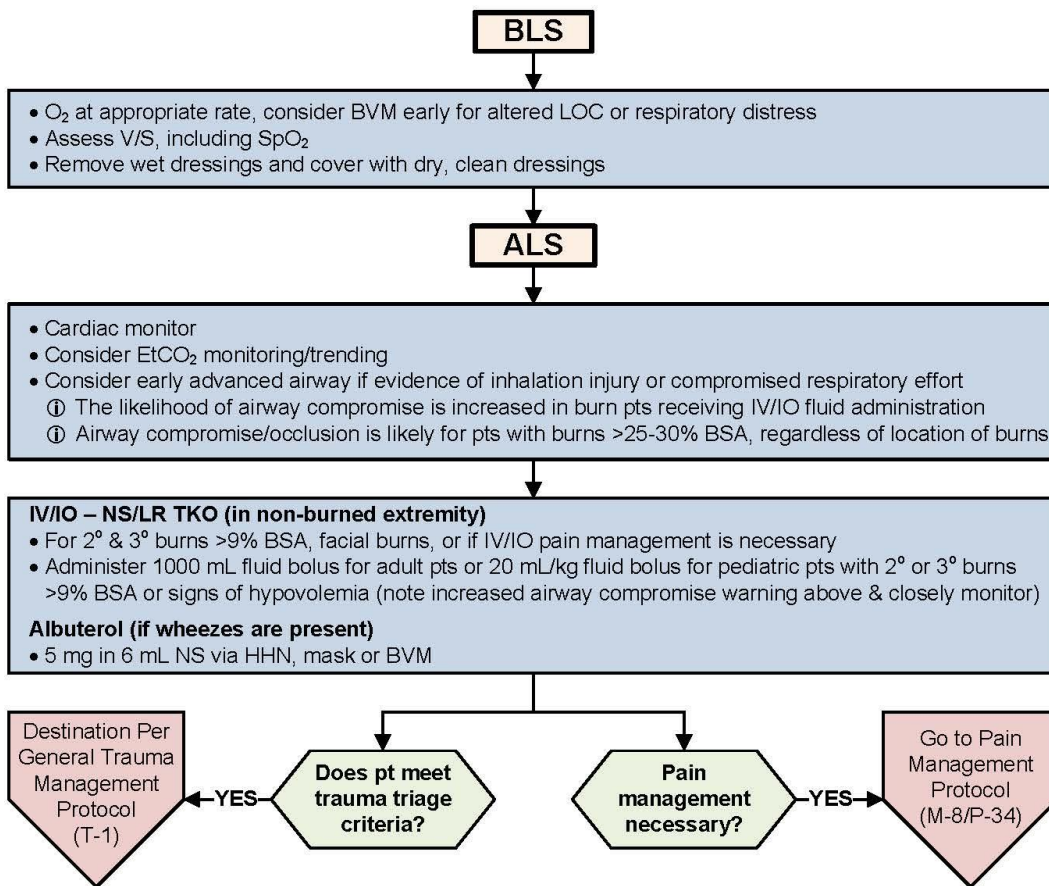 BLS
• O₂ at appropriate rate, consider BVM early for altered LOC or respiratory distress
• Assess V/S, including SpO₂
• Remove wet dressings and cover with dry, clean dressings
ALS
• Cardiac monitor
• Consider EtCO₂ monitoring/trending
• Consider early advanced airway if evidence of inhalation injury or compromised respiratory effort
ⓘ The likelihood of airway compromise is increased in burn pts receiving IV/IO fluid administration
ⓘ Airway compromise/occlusion is likely for pts with burns >25-30% BSA, regardless of location of burns
IV/IO – NS/LR TKO (in non-burned extremity)
• For 2º & 3º burns >9% BSA, facial burns, or if IV/IO pain management is necessary
• Administer 1000 mL fluid bolus for adult pts or 20 mL/kg fluid bolus for pediatric pts with 2º or 3º burns
>9% BSA or signs of hypovolemia (note increased airway compromise warning above & closely monitor)
Albuterol (if wheezes are present)
• 5 mg in 6 mL NS via HHN, mask or BVM
Destination Per
General Trauma
Management
Protocol
(T-1)
YES
Does pt meet
trauma triage
criteria?
Pain
management
necessary?
YES
Go to Pain
Management
Protocol
(M-8/P-34)